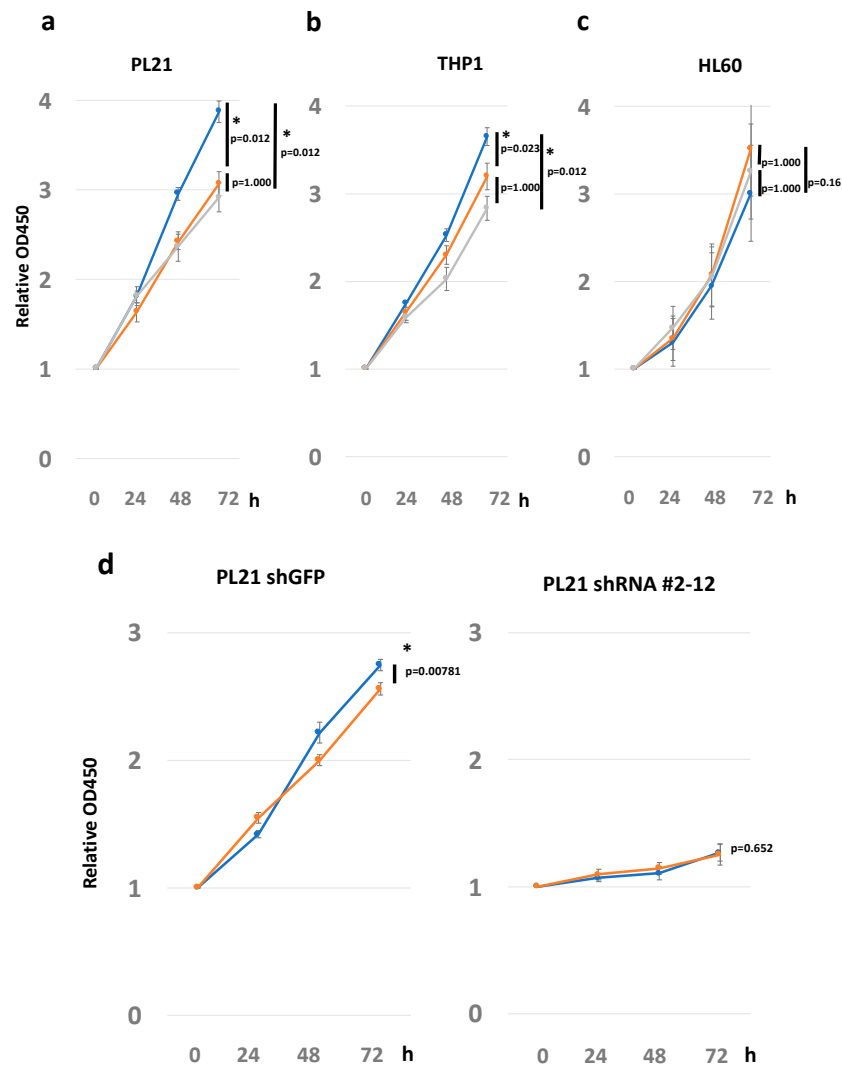 a
b
c
PL21
THP1
HL60
Relative OD450
4
3
2
1
0
*
p=0.012
*
p=0.012
p=1.000
0 24 48 72 h
4
3
2
1
0
*
p=0.023
*
p=0.012
p=1.000
0 24 48 72 h
4
3
2
1
0
p=1.000
p=1.000
p=0.16
0 24 48 72 h
d
PL21 shGFP
PL21 shRNA #2-12
Relative OD450
3
2
1
0
*
p=0.00781
0 24 48 72 h
3
2
1
0
p=0.652
0 24 48 72 h